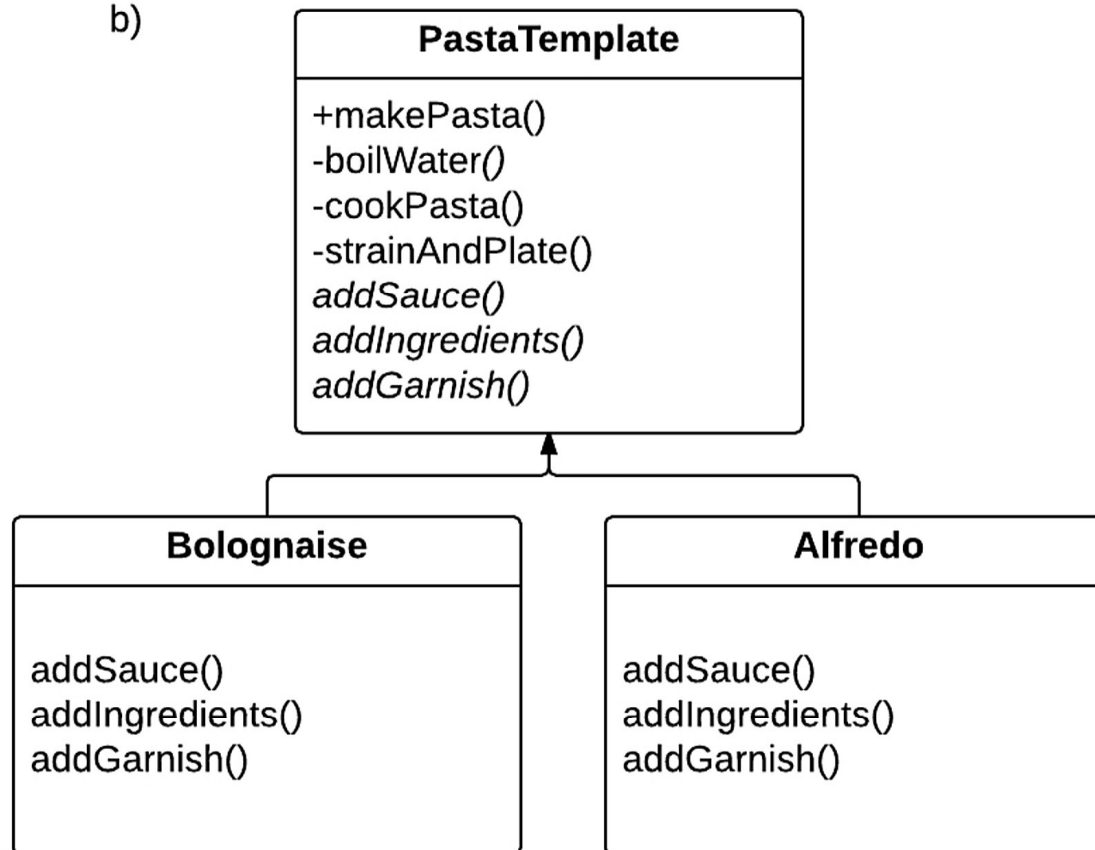 b)
PastaTemplate
+makePasta()
-boilWater()
-cookPasta()
-strainAndPlate()
addSauce()
addIngredients()
addGarnish()
Bolognaise
addSauce()
addIngredients()
addGarnish()
Alfredo
addSauce()
addIngredients()
addGarnish()